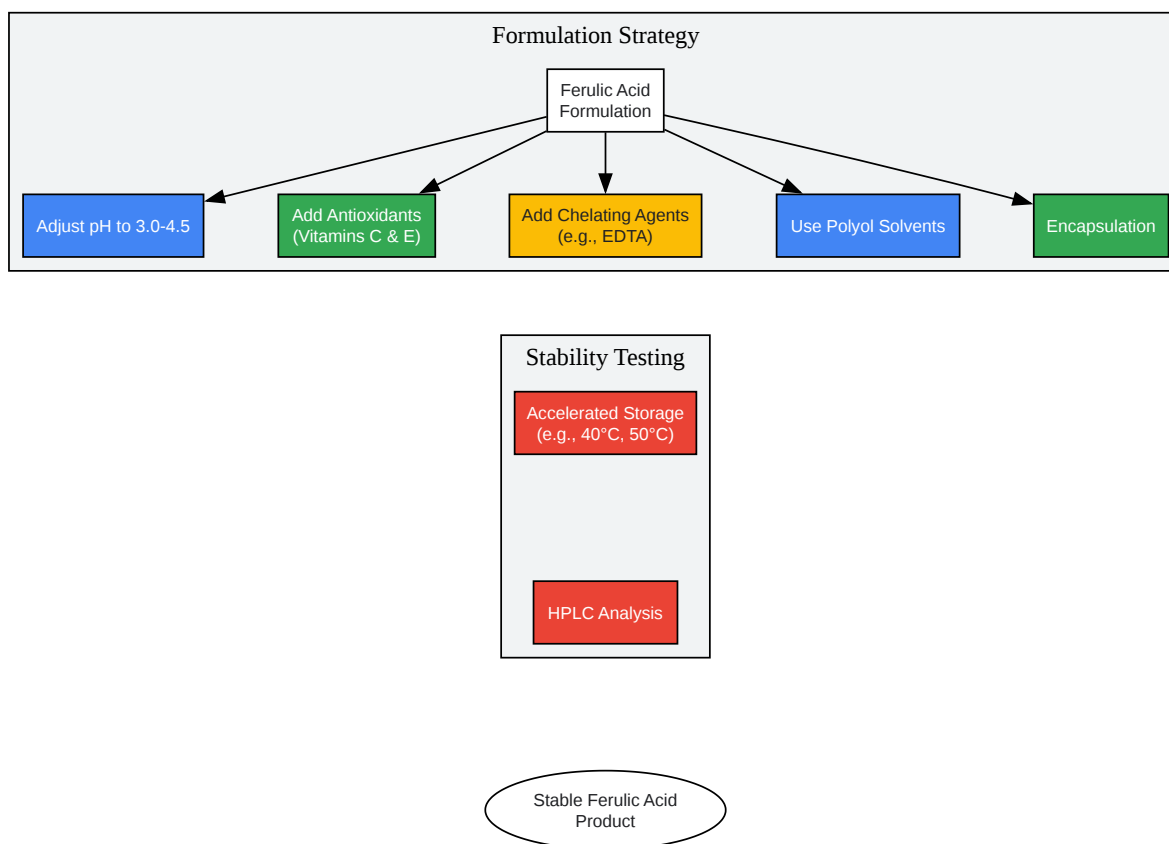 Formulation Strategy
Ferulic Acid
Formulation
Adjust pH to 3.0-4.5
Add Antioxidants
(Vitamins C & E)
Add Chelating Agents
(e.g., EDTA)
Use Polyol Solvents
Encapsulation
Stability Testing
Accelerated Storage
(e.g., 40°C, 50°C)
HPLC Analysis
Stable Ferulic Acid
Product